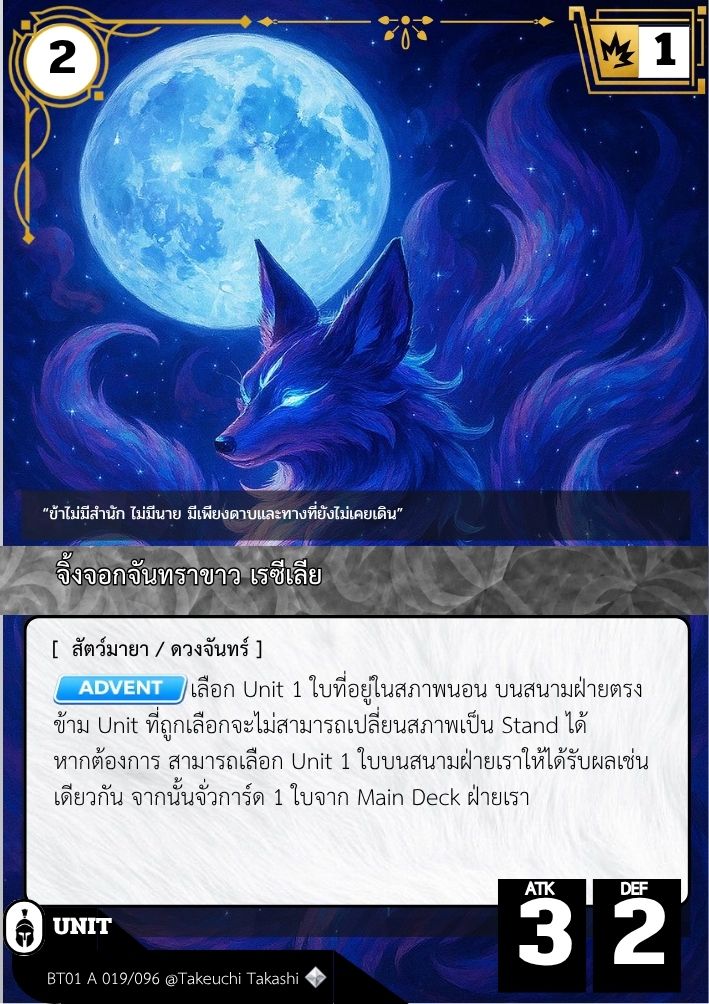 2
1
“ข้าไม่มีสำนัก ไม่มีนาย มีเพียงดาบและทางที่ยังไม่เคยเดิน”
จิ้งจอกจันทราขาว เรซีเลีย
[ สัตว์มายา / ดวงจันทร์ ]
ADVENT เลือก Unit 1 ใบที่อยู่ในสภาพนอน บนสนามฝ่ายตรง
ข้าม Unit ที่ถูกเลือกจะไม่สามารถเปลี่ยนสภาพเป็น Stand ได้
หากต้องการ สามารถเลือก Unit 1 ใบบนสนามฝ่ายเราให้ได้รับผลเช่น
เดียวกัน จากนั้นจั่วการ์ด 1 ใบจาก Main Deck ฝ่ายเรา
ATK DEF
3 2
UNIT
BT01 A 019/096 @Takeuchi Takashi